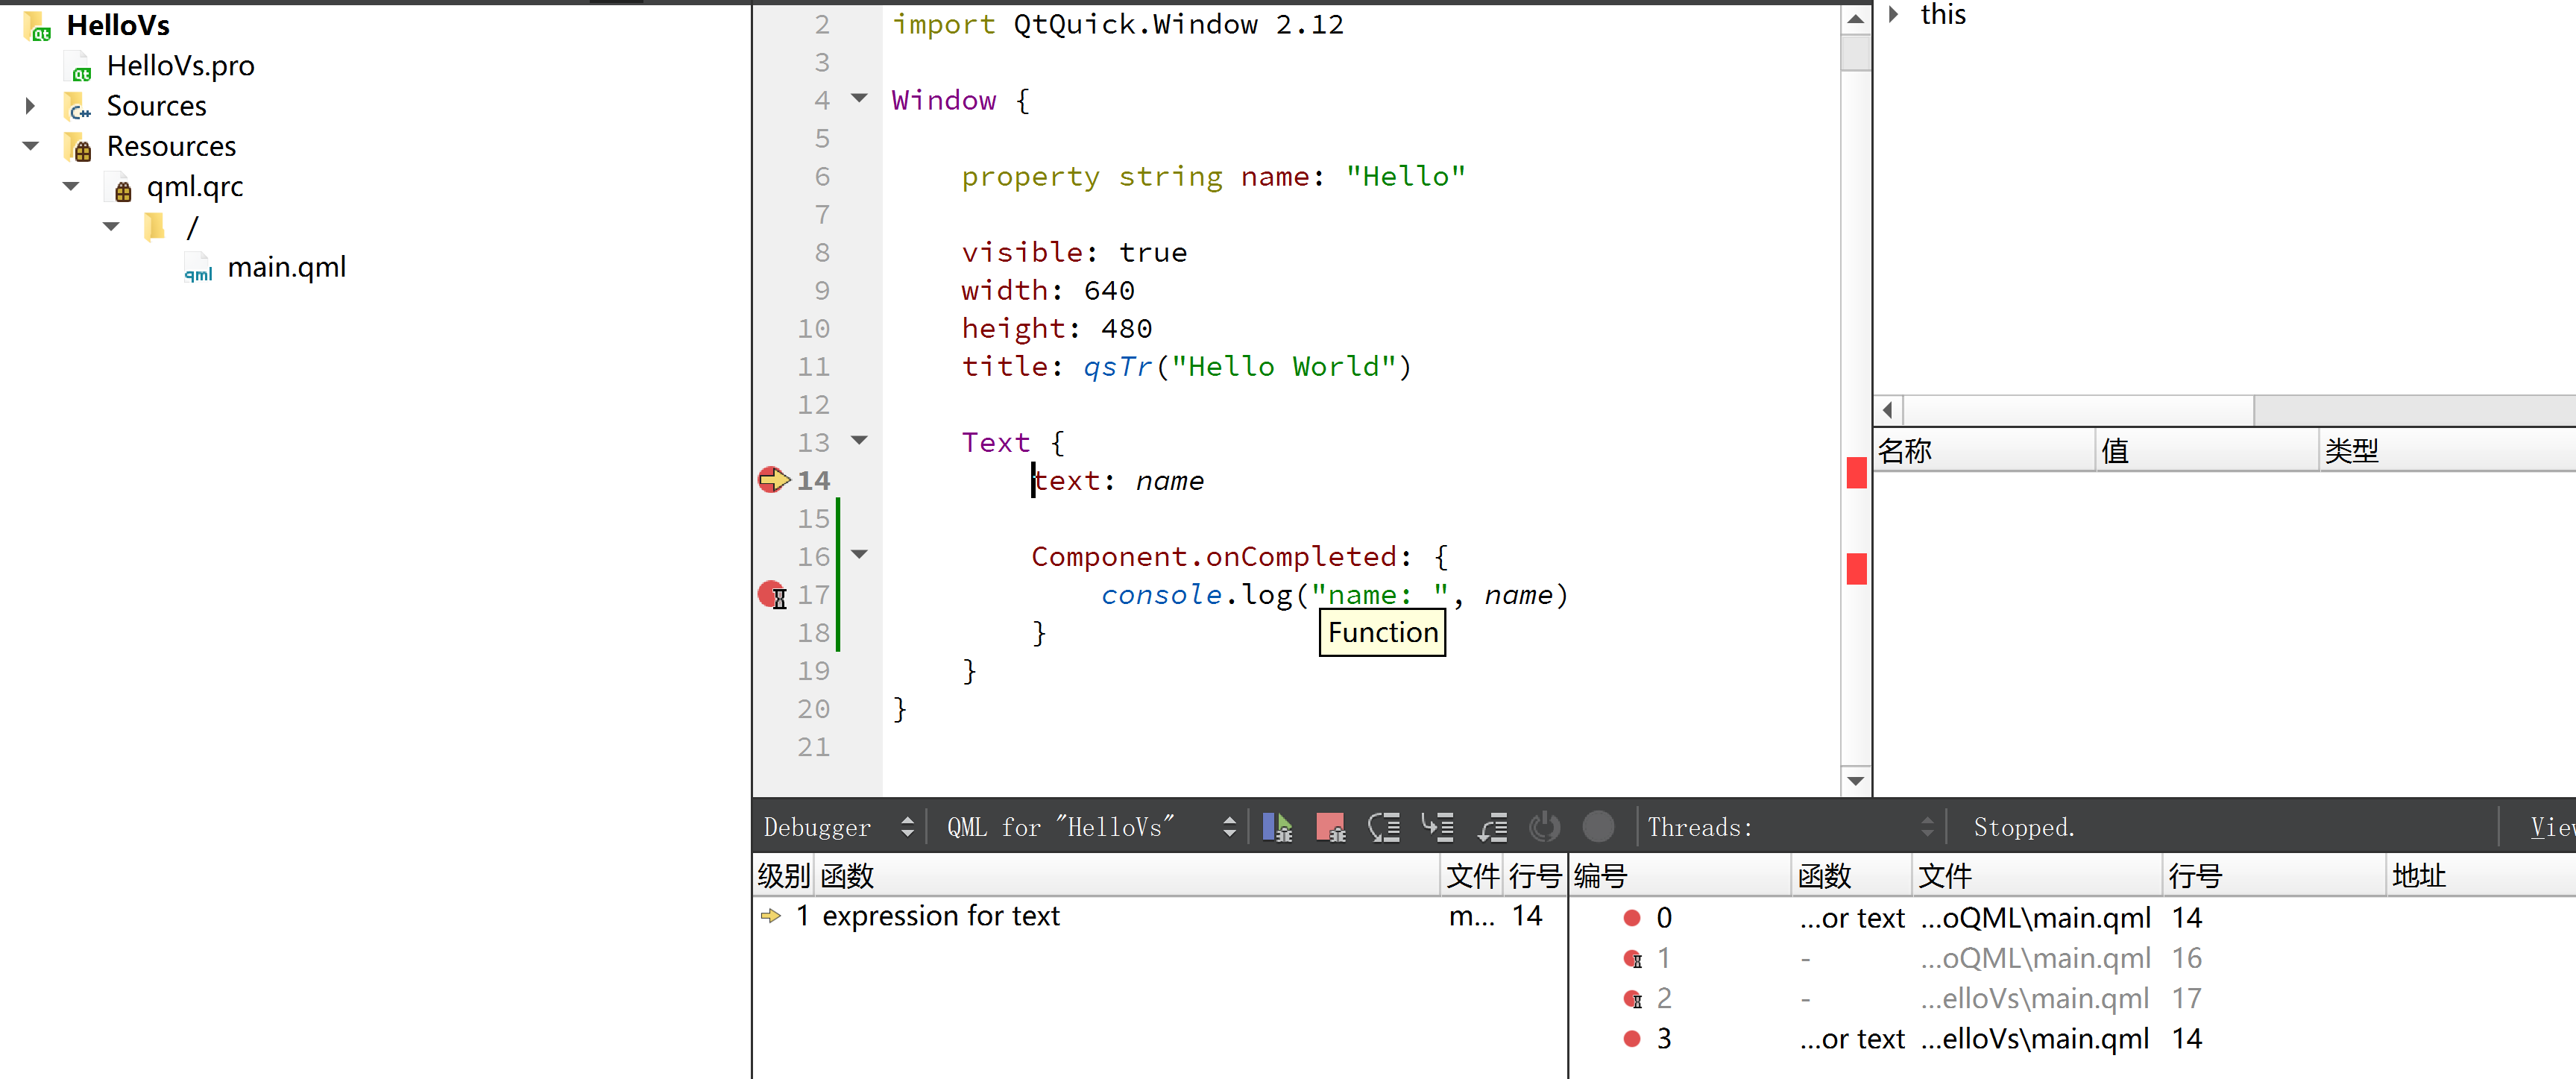 HelloVs
HelloVs.pro
Sources
Resources
qml.qrc
/
main.qml
2 import QtQuick.Window 2.12
3
4 Window {
5
6 property string name: "Hello"
7
8 visible: true
9 width: 640
10 height: 480
11 title: qsTr("Hello World")
12
13 Text {
14 text: name
15
16 Component.onCompleted: {
17 console.log("name: ", name)
18 }
Function
19 }
20 }
21
this
名称 值 类型
Debugger QML for "HelloVs" Threads: Stopped. View
级别 函数 文件 行号
1 expression for text m... 14
编号 函数 文件 行号 地址
0 ...or text ...oQML\main.qml 14
1 - ...oQML\main.qml 16
2 - ...elloVs\main.qml 17
3 ...or text ...elloVs\main.qml 14